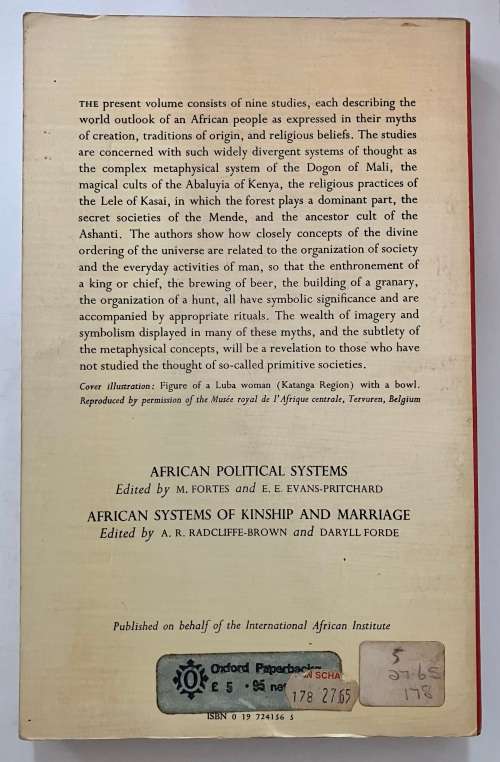 THE present volume consists of nine studies, each describing the
world outlook of an African people as expressed in their myths
of creation, traditions of origin, and religious beliefs. The studies
are concerned with such widely divergent systems of thought as
the complex metaphysical system of the Dogon of Mali, the
magical cults of the Abaluyia of Kenya, the religious practices of
the Lele of Kasai, in which the forest plays a dominant part, the
secret societies of the Mende, and the ancestor cult of the
Ashanti. The authors show how closely concepts of the divine
ordering of the universe are related to the organization of society
and the everyday activities of man, so that the enthronement of
a king or chief, the brewing of beer, the building of a granary,
the organization of a hunt, all have symbolic significance and are
accompanied by appropriate rituals. The wealth of imagery and
symbolism displayed in many of these myths, and the subtlety of
the metaphysical concepts, will be a revelation to those who have
not studied the thought of so-called primitive societies.
Cover illustration: Figure of a Luba woman (Katanga Region) with a bowl.
Reproduced by permission of the Musée royal de l'Afrique centrale, Tervuren, Belgium
AFRICAN POLITICAL SYSTEMS
Edited by M. FORTES and E. E. EVANS-PRITCHARD
AFRICAN SYSTEMS OF KINSHIP AND MARRIAGE
Edited by A. R. RADCLIFFE-BROWN and DARYLL FORDE
Published on behalf of the International African Institute
Oxford Paperbacks
£ 5 . 95 net
N SCHA
178 27.65
5
27.65
178
ISBN 0 19 724156 5